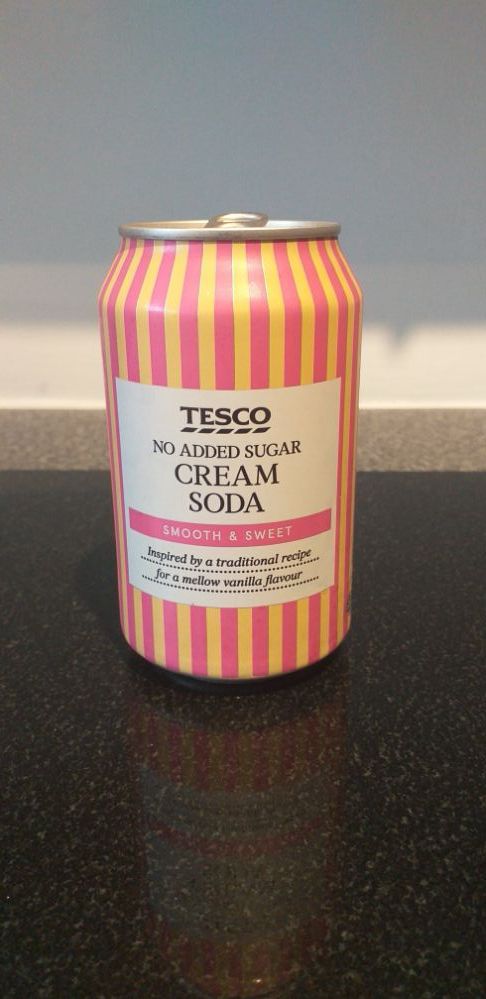 TESCO
NO ADDED SUGAR
CREAM
SODA
SMOOTH & SWEET
Inspired by a traditional recipe
for a mellow vanilla flavour